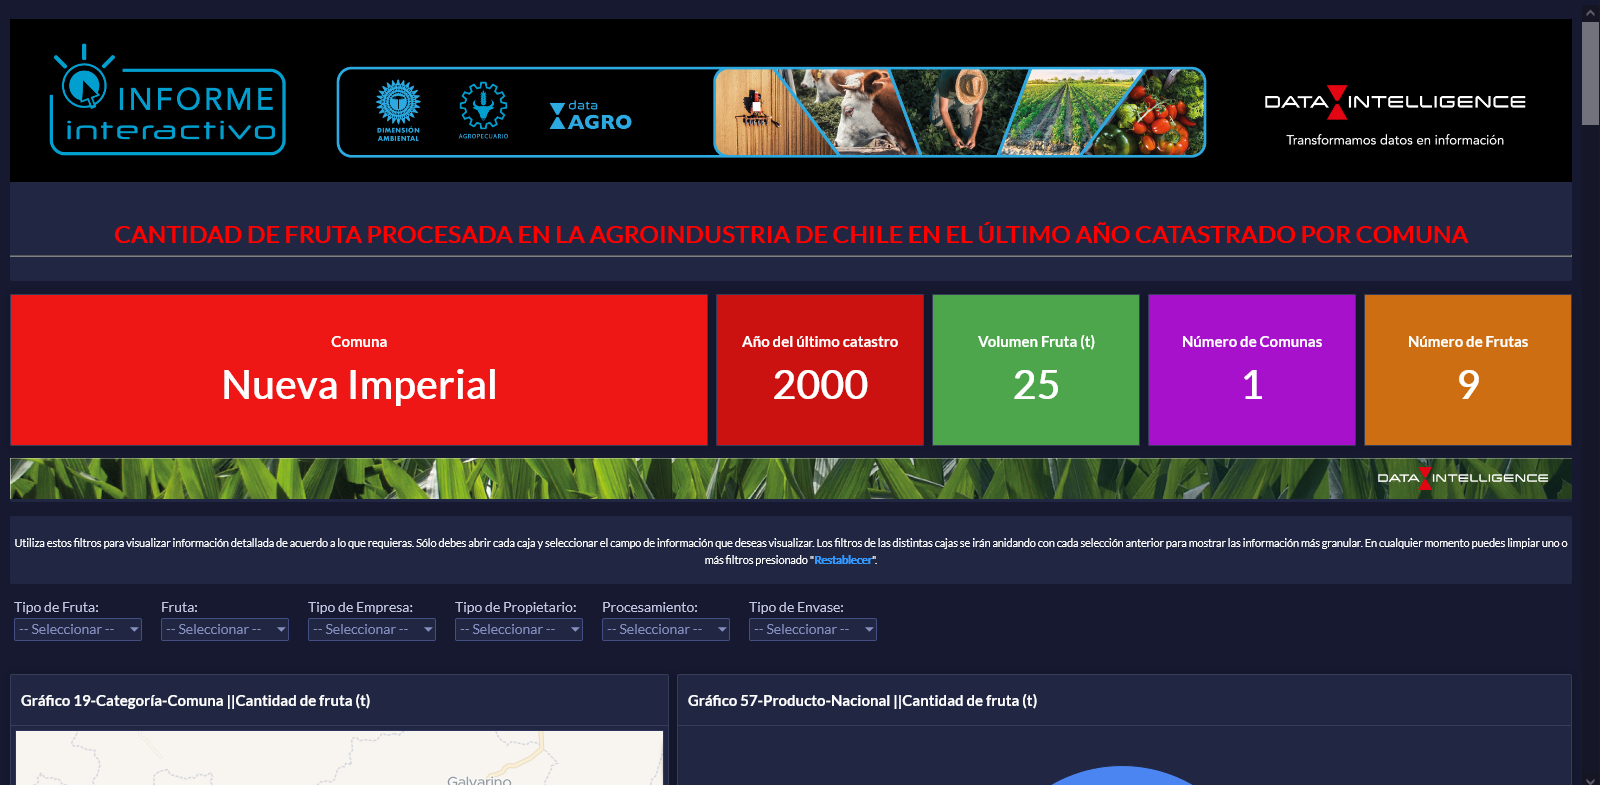 INFORME
interactivo
DIMENSIÓN
AMBIENTAL
AGROPECUARIO
data
AGRO
DATA INTELLIGENCE
Transformamos datos en información
CANTIDAD DE FRUTA PROCESADA EN LA AGROINDUSTRIA DE CHILE EN EL ÚLTIMO AÑO CATASTRADO POR COMUNA
Comuna
Nueva Imperial
Año del último catastro
2000
Volumen Fruta (t)
25
Número de Comunas
1
Número de Frutas
9
DATA INTELLIGENCE
Utiliza estos filtros para visualizar información detallada de acuerdo a lo que requieras. Sólo debes abrir cada caja y seleccionar el campo de información que deseas visualizar. Los filtros de las distintas cajas se irán anidando con cada selección anterior para mostrar las información más granular. En cualquier momento puedes limpiar uno o
más filtros presionado "Restablecer".
Tipo de Fruta: Fruta: Tipo de Empresa: Tipo de Propietario: Procesamiento: Tipo de Envase:
-- Seleccionar -- -- Seleccionar -- -- Seleccionar -- -- Seleccionar -- -- Seleccionar -- -- Seleccionar --
Gráfico 19-Categoría-Comuna ||Cantidad de fruta (t)
Gráfico 57-Producto-Nacional ||Cantidad de fruta (t)
Galvarino